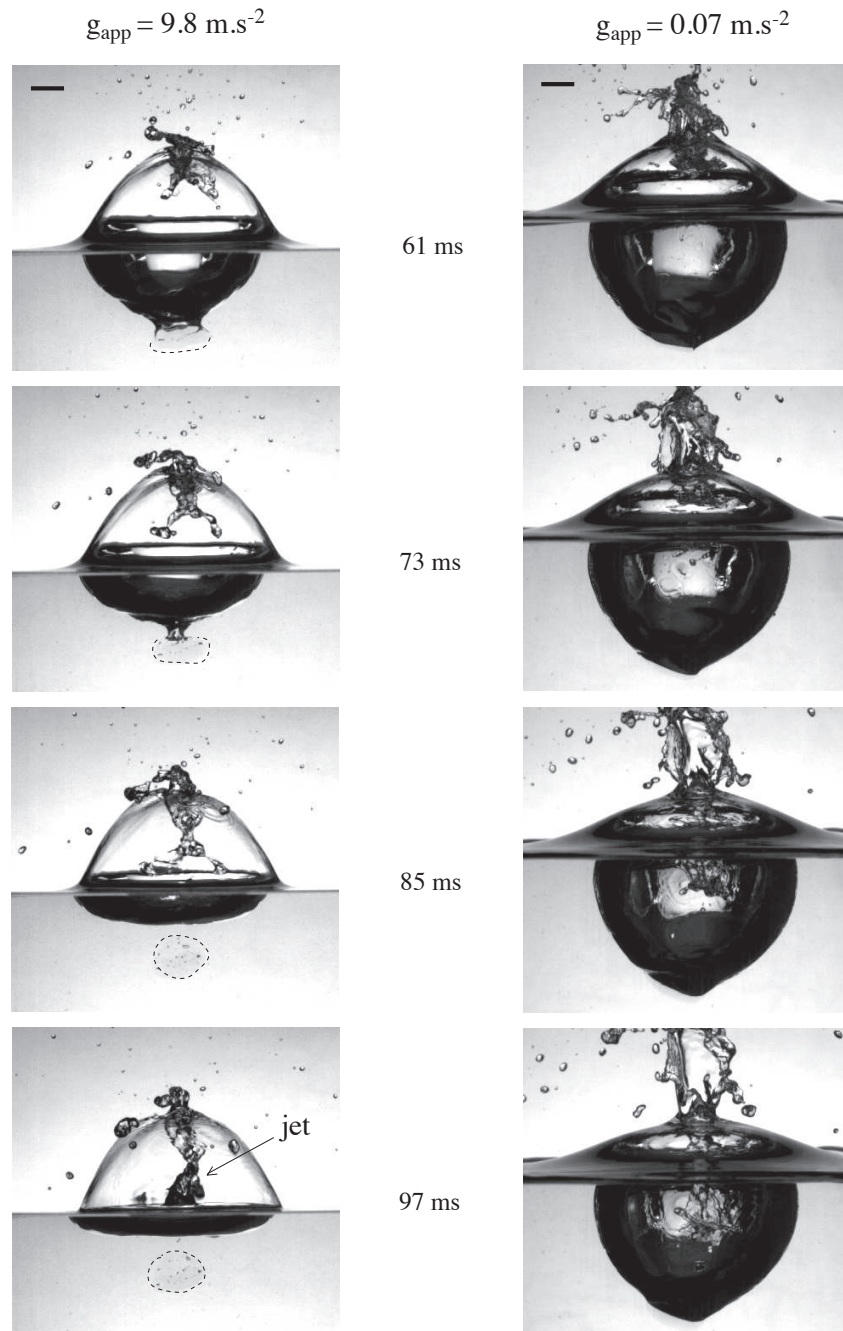 g_app = 9.8 m.s⁻²
g_app = 0.07 m.s⁻²
61 ms
73 ms
85 ms
jet
97 ms